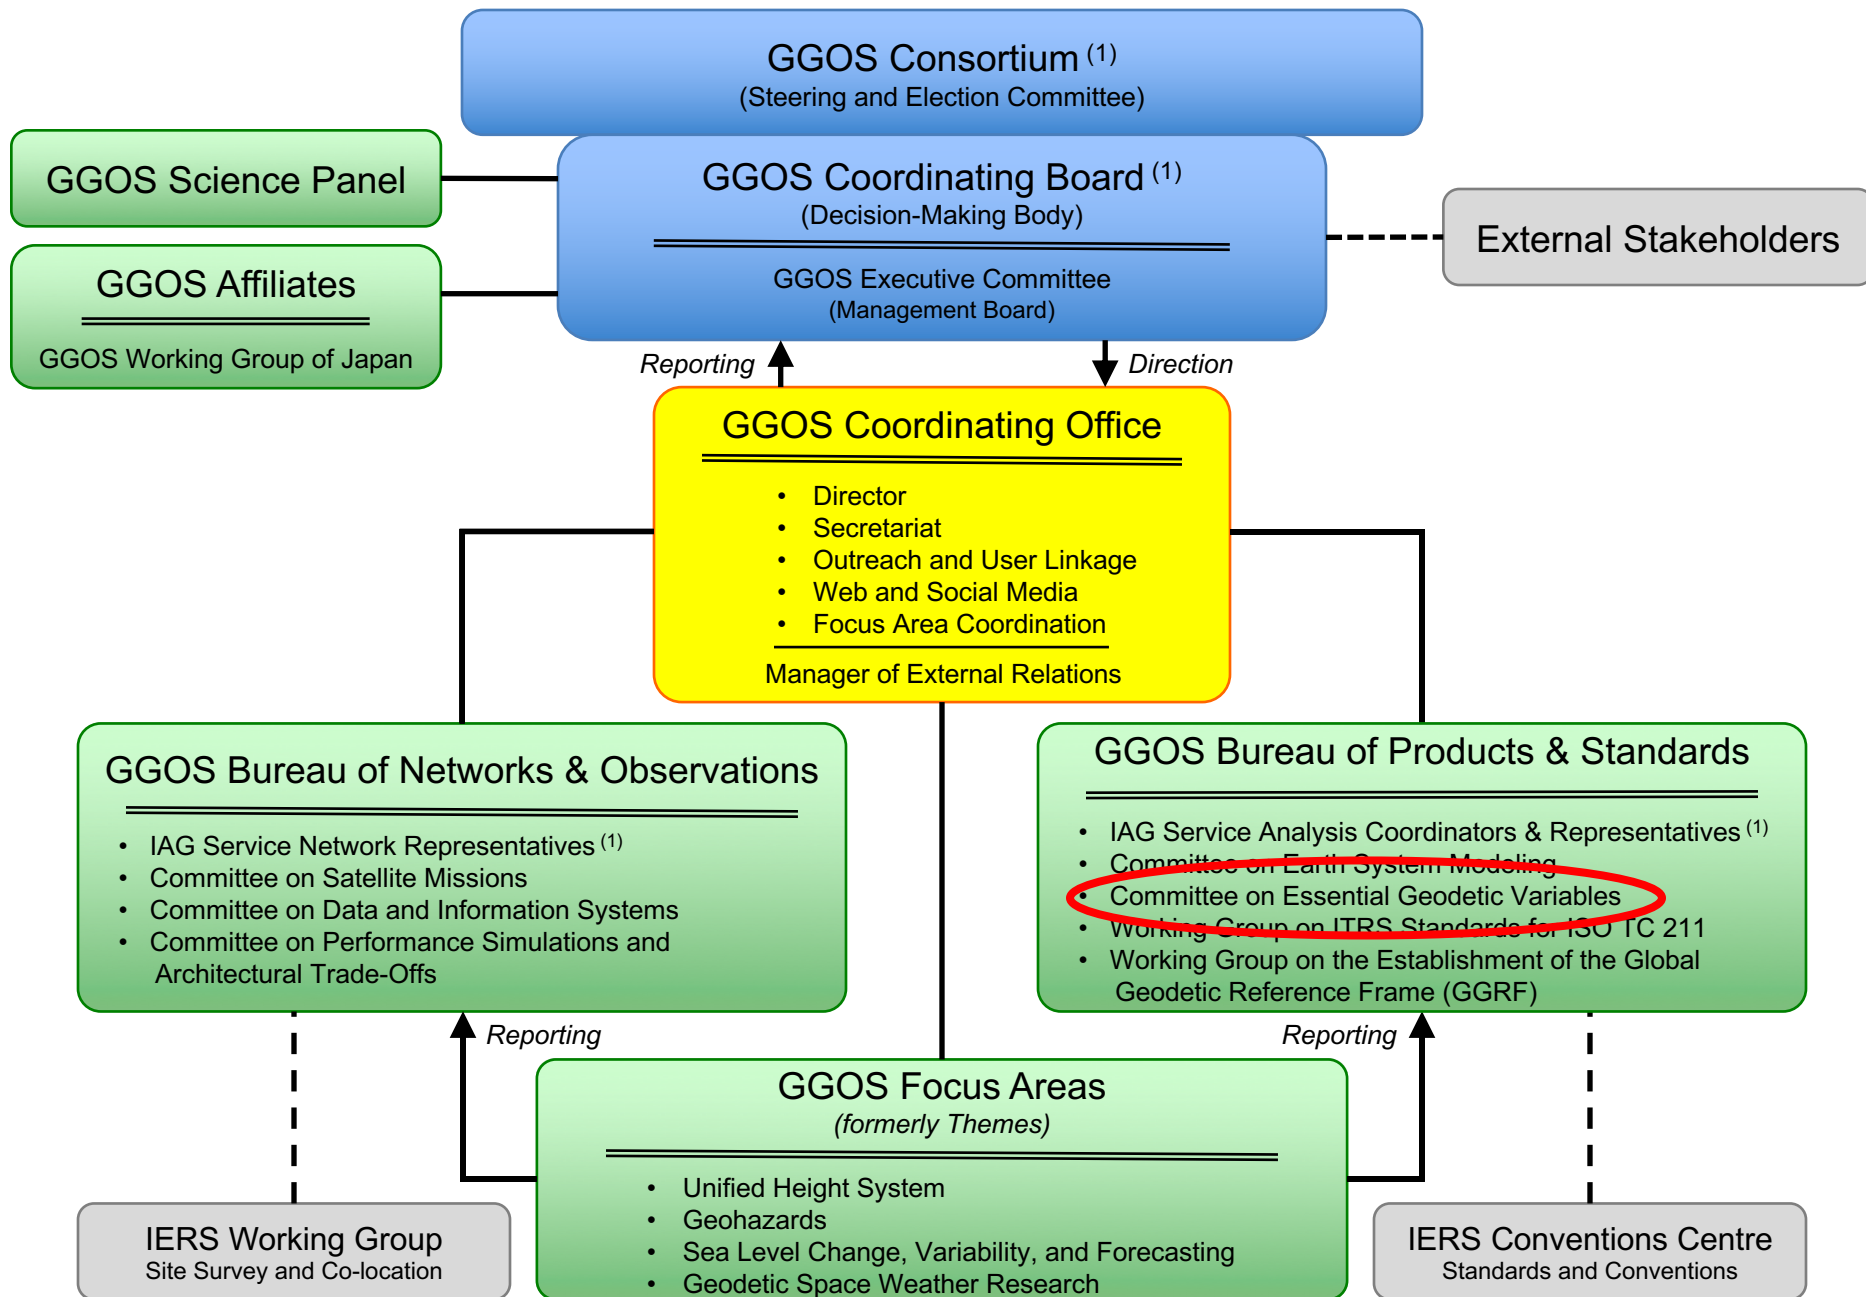 GGOS Consortium (1)
(Steering and Election Committee)
GGOS Science Panel
GGOS Coordinating Board (1)
(Decision-Making Body)
GGOS Executive Committee
(Management Board)
External Stakeholders
GGOS Affiliates
GGOS Working Group of Japan
Reporting
Direction
GGOS Coordinating Office
• Director
• Secretariat
• Outreach and User Linkage
• Web and Social Media
• Focus Area Coordination
Manager of External Relations
GGOS Bureau of Networks & Observations
• IAG Service Network Representatives (1)
• Committee on Satellite Missions
• Committee on Data and Information Systems
• Committee on Performance Simulations and
Architectural Trade-Offs
GGOS Bureau of Products & Standards
• IAG Service Analysis Coordinators & Representatives (1)
• Committee on Earth System Modeling
• Committee on Essential Geodetic Variables
• Working Group on ITRS Standards for ISO TC 211
• Working Group on the Establishment of the Global
Geodetic Reference Frame (GGRF)
Reporting
Reporting
GGOS Focus Areas
(formerly Themes)
• Unified Height System
• Geohazards
• Sea Level Change, Variability, and Forecasting
• Geodetic Space Weather Research
IERS Working Group
Site Survey and Co-location
IERS Conventions Centre
Standards and Conventions